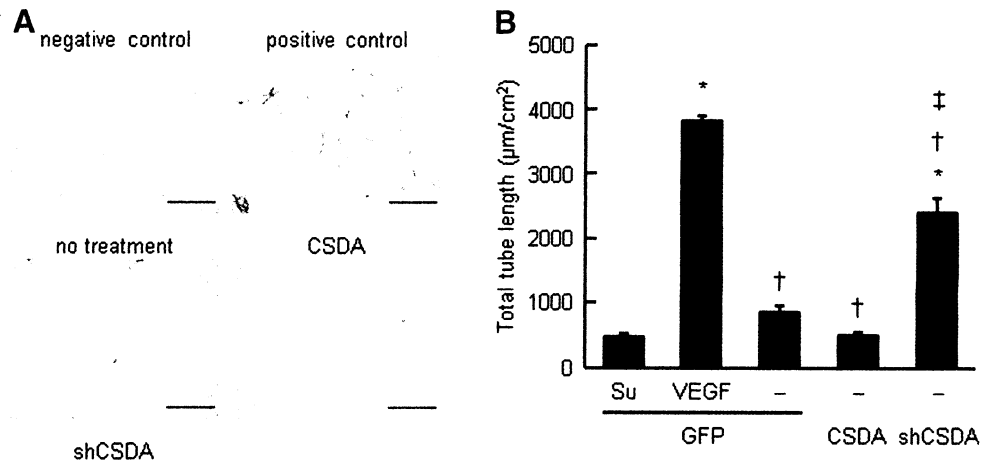 A
negative control
positive control
no treatment
CSDA
shCSDA
B
Total tube length (µm/cm²)
5000
4000
3000
2000
1000
0
*
†
†
‡
†
*
Su VEGF – – –
GFP CSDA shCSDA